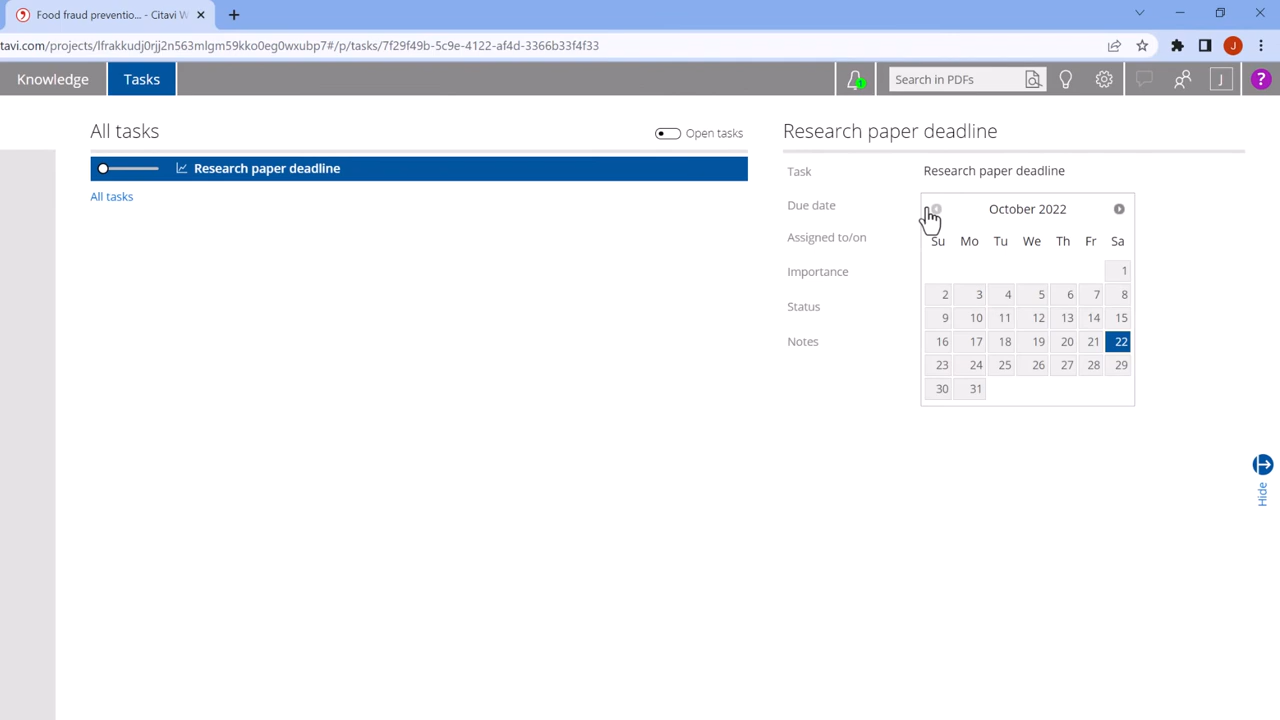 Food fraud preventio... - Citavi W
tavi.com/projects/lfrakkudj0rjj2n563mlgm59kko0eg0wxubp7#/p/tasks/7f29f49b-5c9e-4122-af4d-3366b33f4f33
J
Knowledge
Tasks
1
Search in PDFs
J
?
All tasks
Open tasks
Research paper deadline
All tasks
Research paper deadline
Task
Research paper deadline
Due date
Assigned to/on
Importance
Status
Notes
October 2022
Su Mo Tu We Th Fr Sa
1
2 3 4 5 6 7 8
9 10 11 12 13 14 15
16 17 18 19 20 21 22
23 24 25 26 27 28 29
30 31
Hide